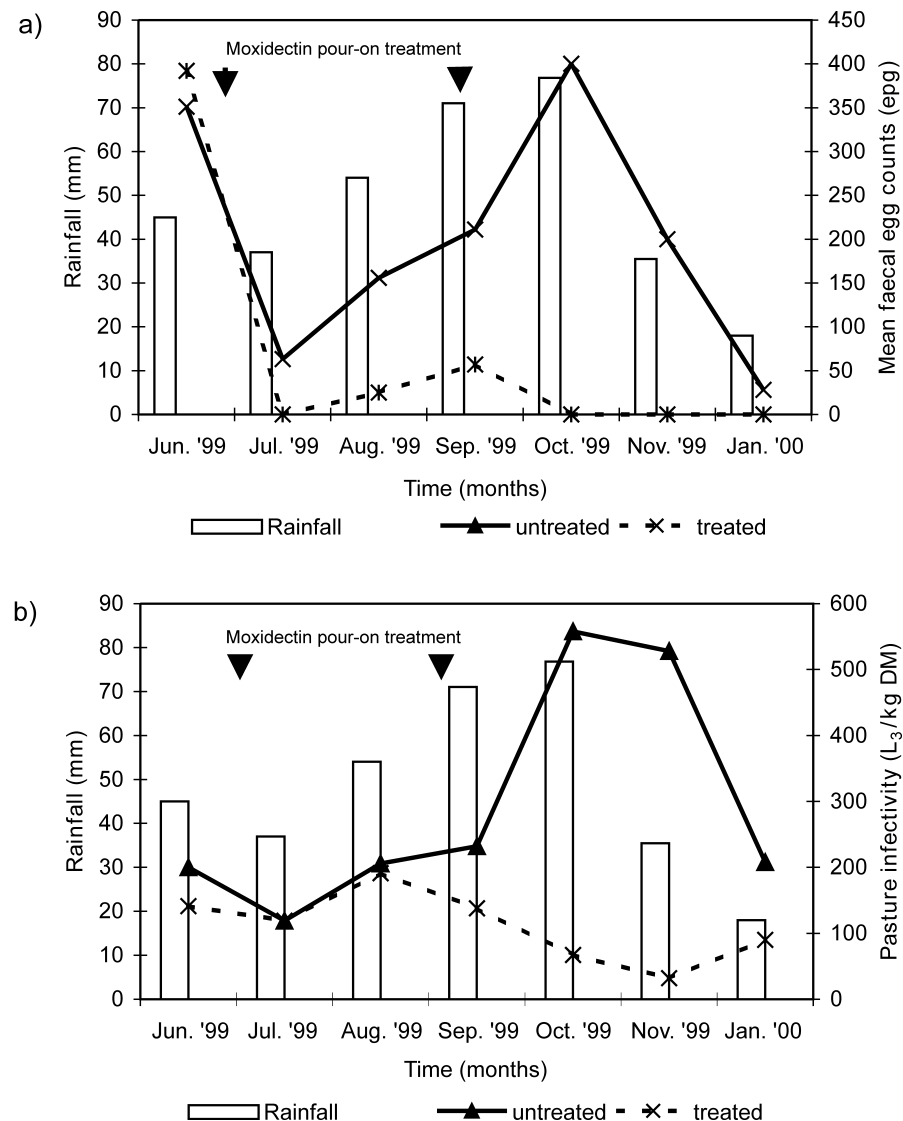 a)
Moxidectin pour-on treatment
Rainfall (mm)
90
80
70
60
50
40
30
20
10
0
Mean faecal egg counts (epg)
450
400
350
300
250
200
150
100
50
0
Jun. '99 Jul. '99 Aug. '99 Sep. '99 Oct. '99 Nov. '99 Jan. '00
Time (months)
Rainfall untreated treated
b)
Moxidectin pour-on treatment
Rainfall (mm)
90
80
70
60
50
40
30
20
10
0
Pasture infectivity (L₃/kg DM)
600
500
400
300
200
100
0
Jun. '99 Jul. '99 Aug. '99 Sep. '99 Oct. '99 Nov. '99 Jan. '00
Time (months)
Rainfall untreated treated